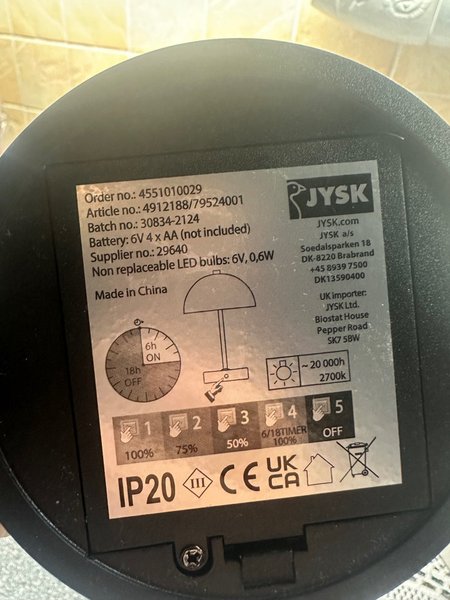 Order no.: 4551010029
Article no.: 4912188/79524001
Batch no.: 30834-2124
Battery: 6V 4 x AA (not included)
Supplier no.: 29640
Non replaceable LED bulbs: 6V, 0,6W
Made in China
JYSK
JYSK.com
JYSK a/s
Soedalsparken 18
DK-8220 Brabrand
+45 8939 7500
DK13590400
UK importer:
JYSK Ltd.
Biostat House
Pepper Road
SK7 5BW
6h
ON
18h
OFF
~20 000h
2700k
1
100%
2
75%
3
50%
4
6/18TIMER
100%
5
OFF
IP20
III
CE
UK
CA